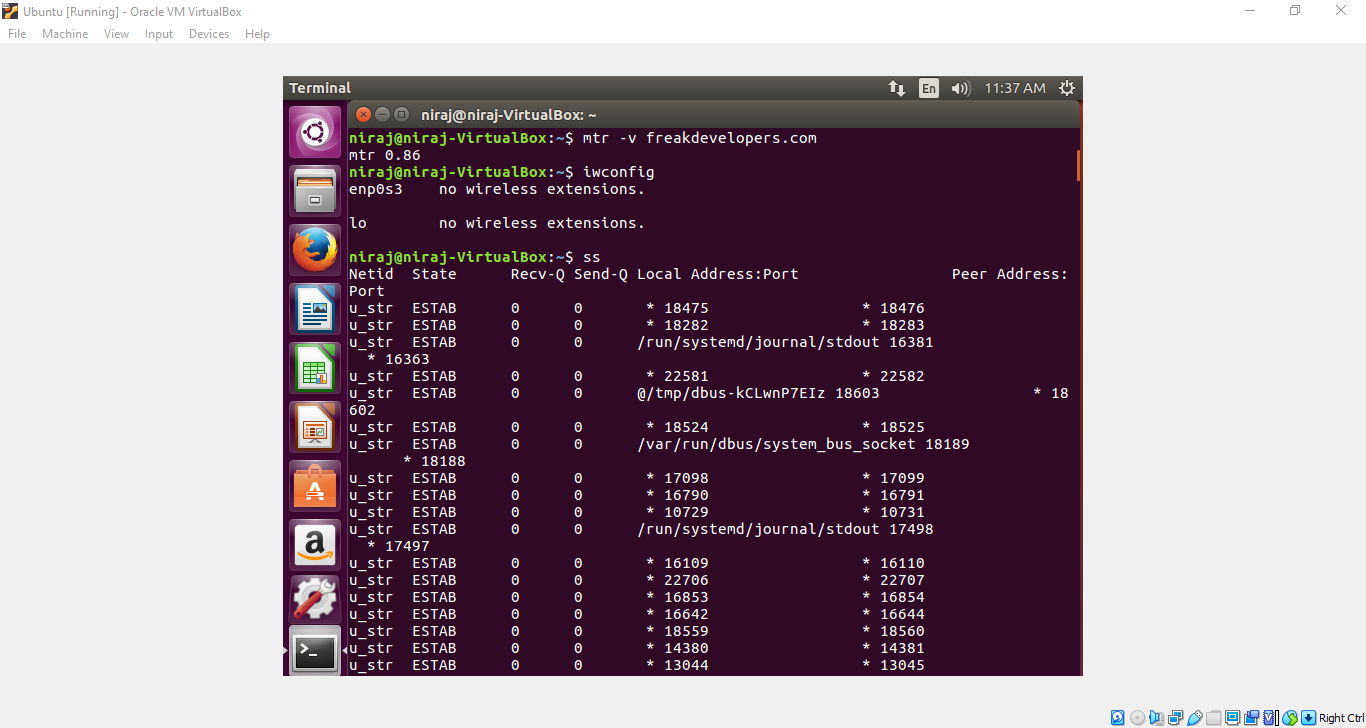 Ubuntu [Running] - Oracle VM VirtualBox
File Machine View Input Devices Help
Terminal En 11:37 AM
niraj@niraj-VirtualBox: ~
niraj@niraj-VirtualBox:~$ mtr -v freakdevelopers.com
mtr 0.86
niraj@niraj-VirtualBox:~$ iwconfig
enp0s3 no wireless extensions.
lo no wireless extensions.
niraj@niraj-VirtualBox:~$ ss
Netid State Recv-Q Send-Q Local Address:Port Peer Address:
Port
u_str ESTAB 0 0 * 18475 * 18476
u_str ESTAB 0 0 * 18282 * 18283
u_str ESTAB 0 0 /run/systemd/journal/stdout 16381
* 16363
u_str ESTAB 0 0 * 22581 * 22582
u_str ESTAB 0 0 @/tmp/dbus-kCLwnP7EIz 18603 * 18
602
u_str ESTAB 0 0 * 18524 * 18525
u_str ESTAB 0 0 /var/run/dbus/system_bus_socket 18189
* 18188
u_str ESTAB 0 0 * 17098 * 17099
u_str ESTAB 0 0 * 16790 * 16791
u_str ESTAB 0 0 * 10729 * 10731
u_str ESTAB 0 0 /run/systemd/journal/stdout 17498
* 17497
u_str ESTAB 0 0 * 16109 * 16110
u_str ESTAB 0 0 * 22706 * 22707
u_str ESTAB 0 0 * 16853 * 16854
u_str ESTAB 0 0 * 16642 * 16644
u_str ESTAB 0 0 * 18559 * 18560
u_str ESTAB 0 0 * 14380 * 14381
u_str ESTAB 0 0 * 13044 * 13045
Right Ctrl